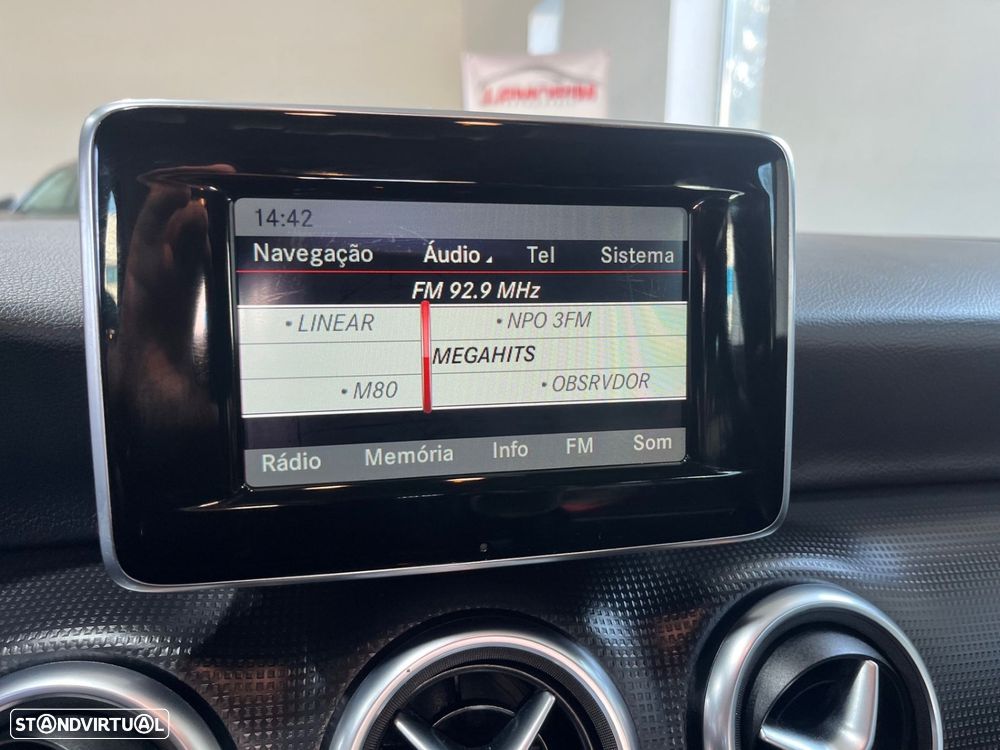 14:42
Navegação Áudio Tel Sistema
FM 92.9 MHz
• LINEAR • NPO 3FM
MEGAHITS
• M80 • OBSRVDOR
Rádio Memória Info FM Som
STANDVIRTUAL